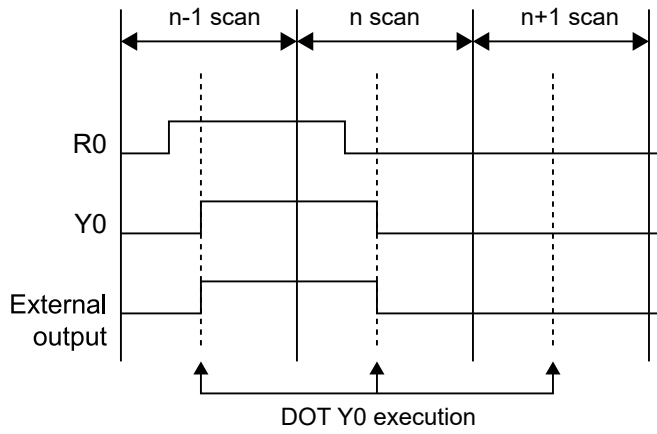 n-1 scan
n scan
n+1 scan
R0
Y0
External
output
DOT Y0 execution